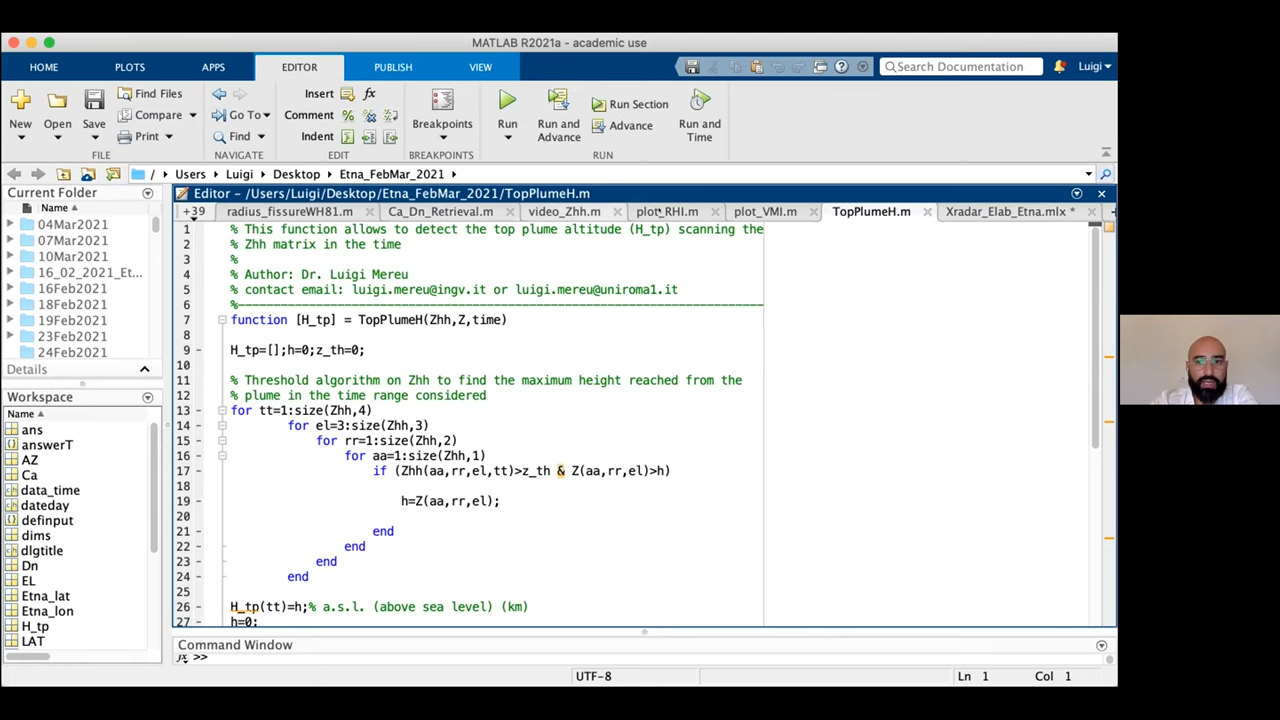 MATLAB R2021a - academic use
HOME PLOTS APPS EDITOR PUBLISH VIEW
Search Documentation
Luigi
New Open Save
Find Files
Compare
Print
FILE
Go To
Find
NAVIGATE
Insert
Comment
Indent
EDIT
Breakpoints
BREAKPOINTS
Run
Run and Advance
Run Section
Advance
Run and Time
RUN
/ Users Luigi Desktop Etna_FebMar_2021
Current Folder
Name
04Mar2021
07Mar2021
10Mar2021
16_02_2021_Et...
16Feb2021
18Feb2021
19Feb2021
23Feb2021
24Feb2021
Details
Workspace
Name
ans
answerT
AZ
Ca
data_time
dateday
definput
dims
dlgtitle
Dn
EL
Etna_lat
Etna_lon
H_tp
LAT
Editor - /Users/Luigi/Desktop/Etna_FebMar_2021/TopPlumeH.m
+39 radius_fissureWH81.m Ca_Dn_Retrieval.m video_Zhh.m plot_RHI.m plot_VMI.m TopPlumeH.m Xradar_Elab_Etna.mlx *
1 % This function allows to detect the top plume altitude (H_tp) scanning the
2 % Zhh matrix in the time
3 %
4 % Author: Dr. Luigi Mereu
5 % contact email: luigi.mereu@ingv.it or luigi.mereu@uniroma1.it
6 %--------------------------------------------------------------------------
7 function [H_tp] = TopPlumeH(Zhh,Z,time)
8
9 H_tp=[];h=0;z_th=0;
10
11 % Threshold algorithm on Zhh to find the maximum height reached from the
12 % plume in the time range considered
13 for tt=1:size(Zhh,4)
14 for el=3:size(Zhh,3)
15 for rr=1:size(Zhh,2)
16 for aa=1:size(Zhh,1)
17 if (Zhh(aa,rr,el,tt)>z_th & Z(aa,rr,el)>h)
18
19 h=Z(aa,rr,el);
20
21 end
22 end
23 end
24 end
25
26 H_tp(tt)=h;% a.s.l. (above sea level) (km)
27 h=0;
Command Window
fx >>
UTF-8
Ln 1 Col 1